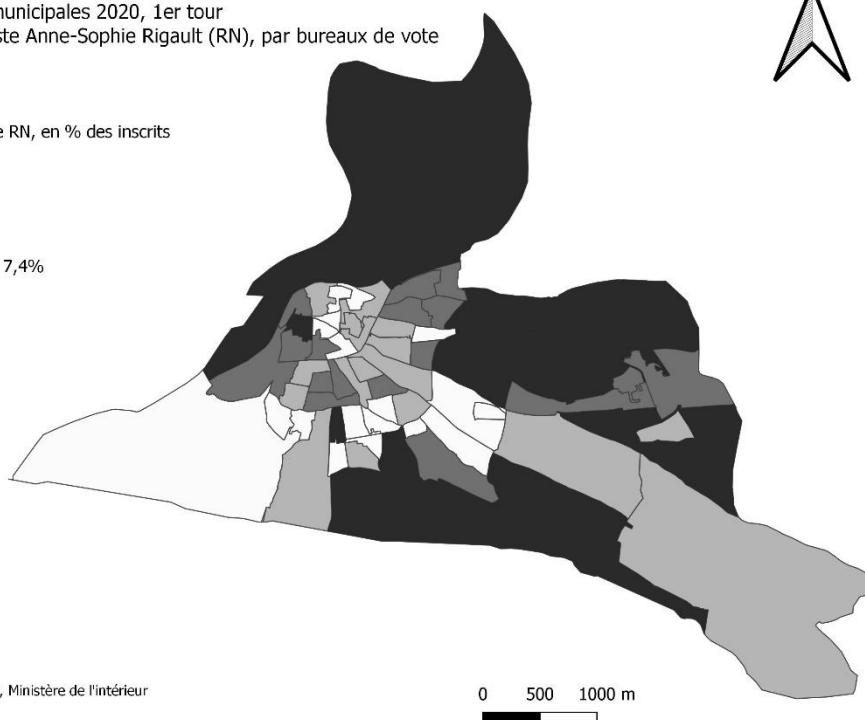 municipales 2020, 1er tour
ste Anne-Sophie Rigault (RN), par bureaux de vote
e RN, en % des inscrits
7,4%
, Ministère de l'intérieur
0 500 1000 m